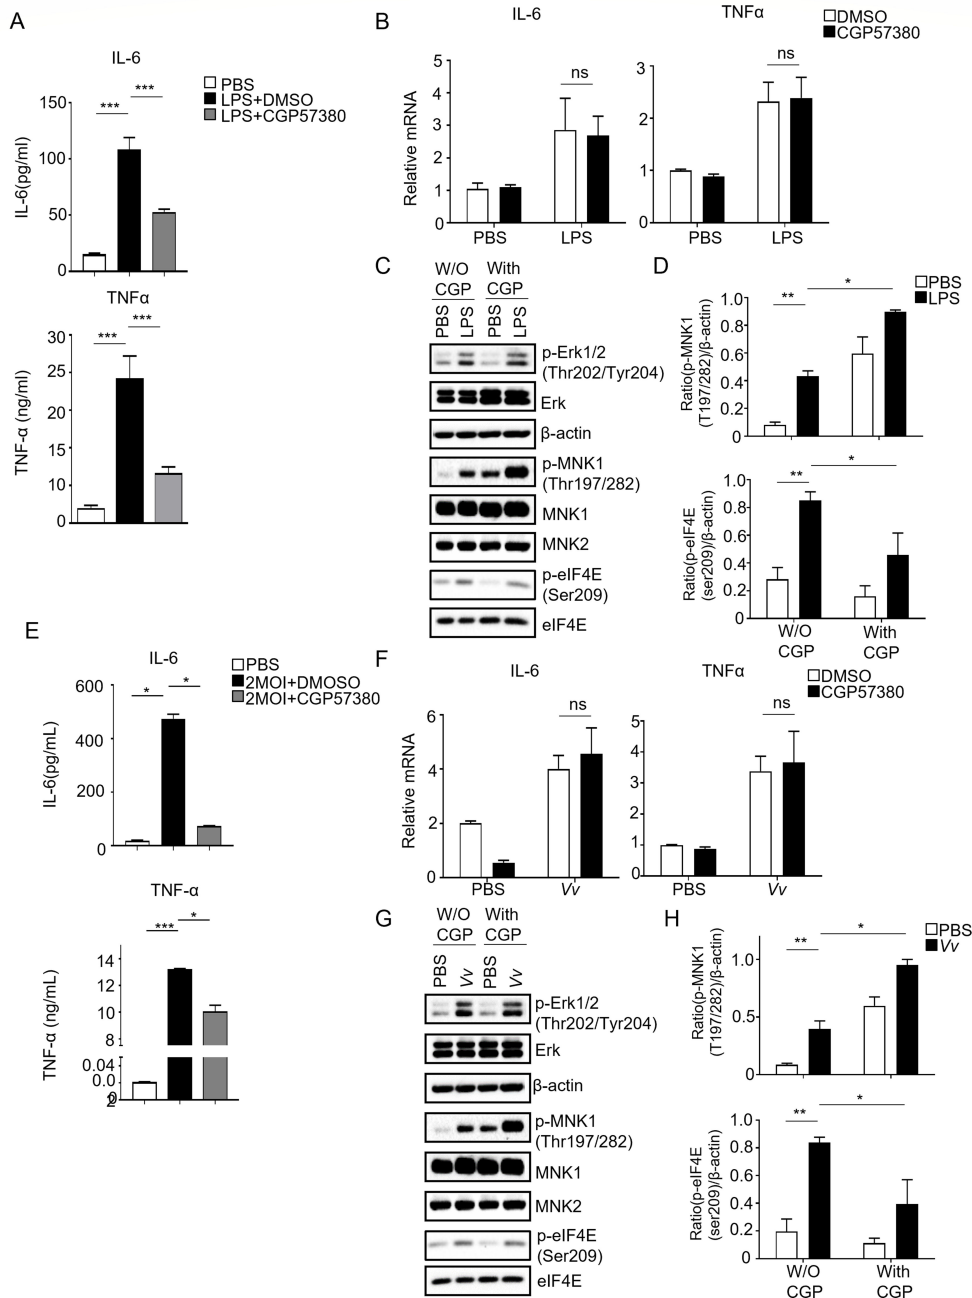 A
IL-6
PBS
LPS+DMSO
LPS+CGP57380
***
***
IL-6(pg/ml)
150
100
50
0
TNFα
***
***
TNF-α (ng/ml)
30
25
20
15
10
5
0
B
IL-6
TNFα
DMSO
CGP57380
Relative mRNA
5
4
3
2
1
0
ns
PBS
LPS
3
2
1
0
ns
PBS
LPS
C
W/O
CGP
With
CGP
PBS
LPS
PBS
LPS
p-Erk1/2
(Thr202/Tyr204)
Erk
β-actin
p-MNK1
(Thr197/282)
MNK1
MNK2
p-eIF4E
(Ser209)
eIF4E
D
PBS
LPS
Ratio(p-MNK1
(T197/282)/β-actin)
1.0
0.8
0.6
0.4
0.2
0
**
*
Ratio(p-eIF4E
(ser209)/β-actin)
1.0
0.8
0.6
0.4
0.2
0
**
*
W/O
CGP
With
CGP
E
IL-6
PBS
2MOI+DMOSO
2MOI+CGP57380
*
*
IL-6(pg/mL)
600
400
200
0
TNF-α
***
*
TNF-α (ng/mL)
14
12
10
8
0.04
0.0
2
0
F
IL-6
TNFα
DMSO
CGP57380
Relative mRNA
6
4
2
0
ns
PBS
Vv
5
4
3
2
1
0
ns
PBS
Vv
G
W/O
CGP
With
CGP
PBS
Vv
PBS
Vv
p-Erk1/2
(Thr202/Tyr204)
Erk
β-actin
p-MNK1
(Thr197/282)
MNK1
MNK2
p-eIF4E
(Ser209)
eIF4E
H
PBS
Vv
Ratio(p-MNK1
(T197/282)/β-actin)
1.0
0.5
0
**
*
Ratio(p-eIF4E
(ser209)/β-actin)
1.0
0.8
0.6
0.4
0.2
0
**
*
W/O
CGP
With
CGP